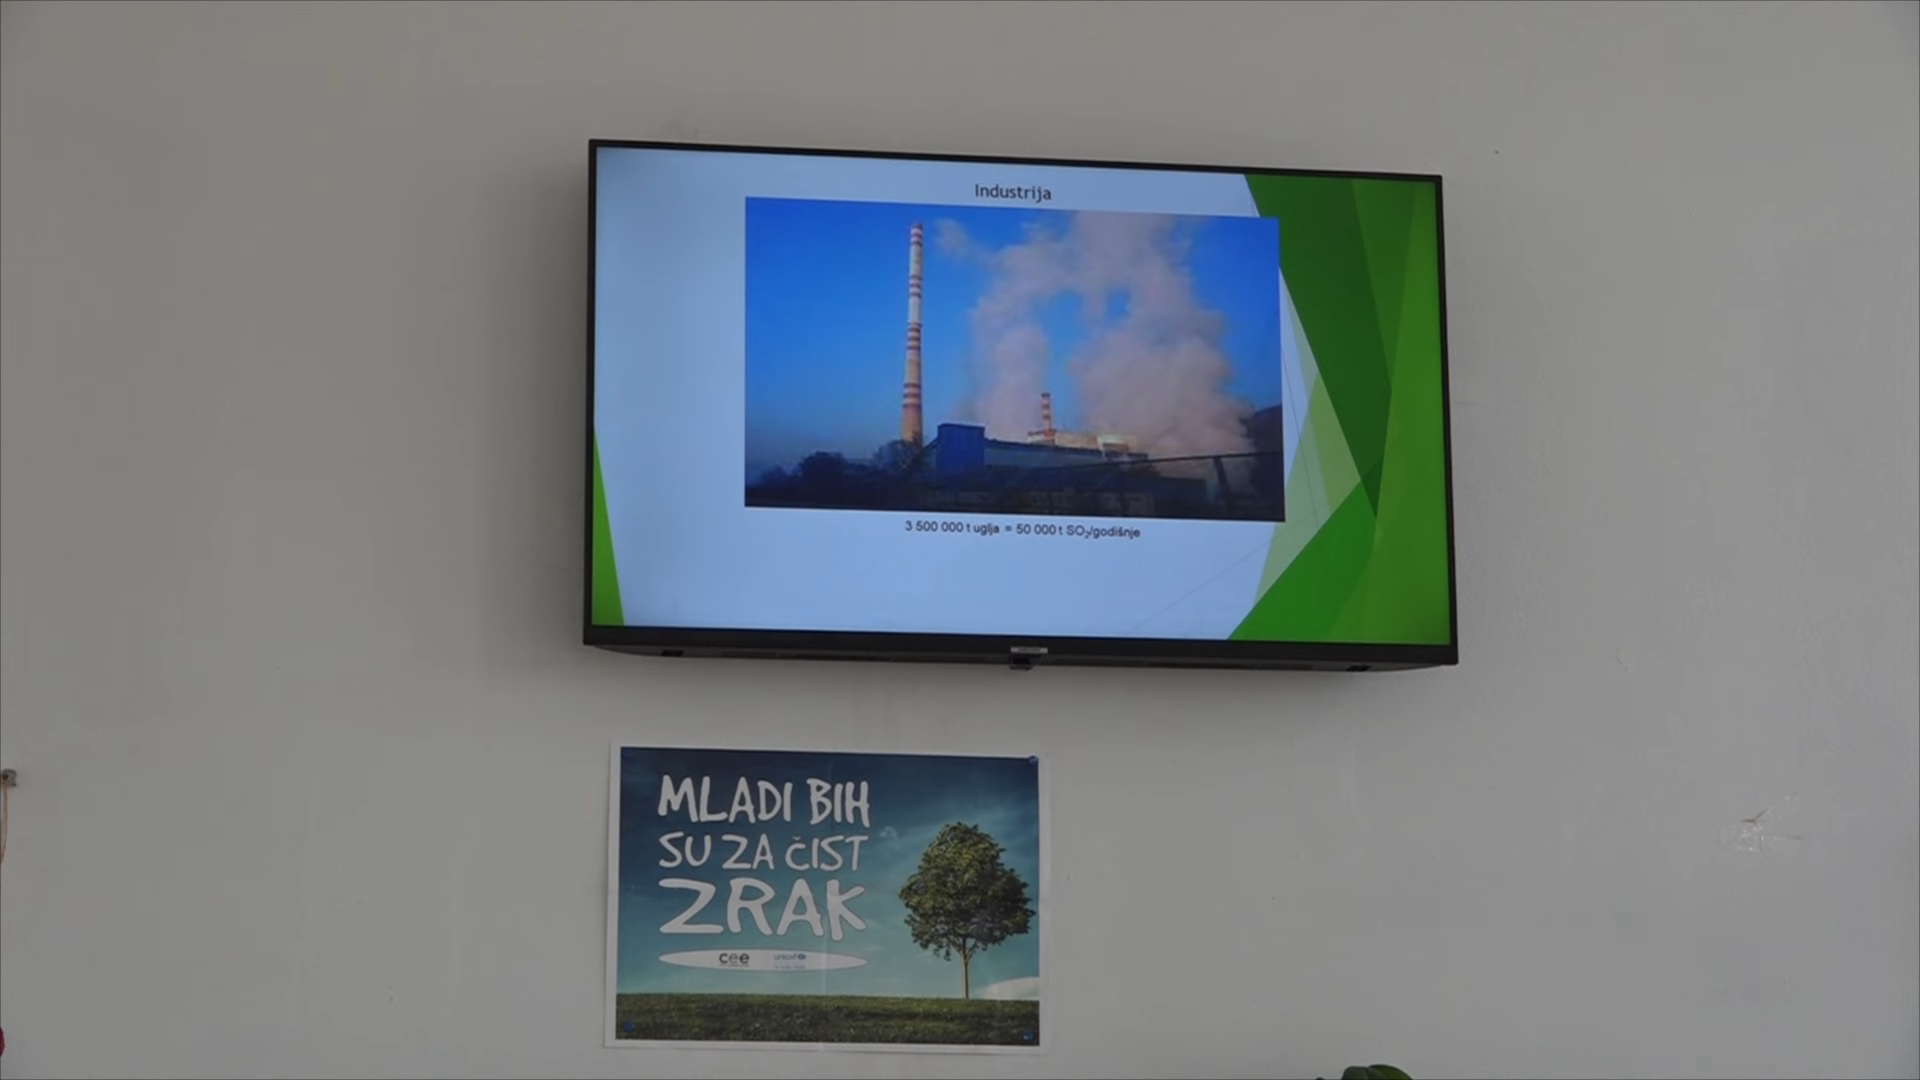 Industrija
3 500 000 t uglja = 50 000 t SO₂/godišnje
MLADI BIH
SU ZA ČIST
ZRAK
cee
unicef